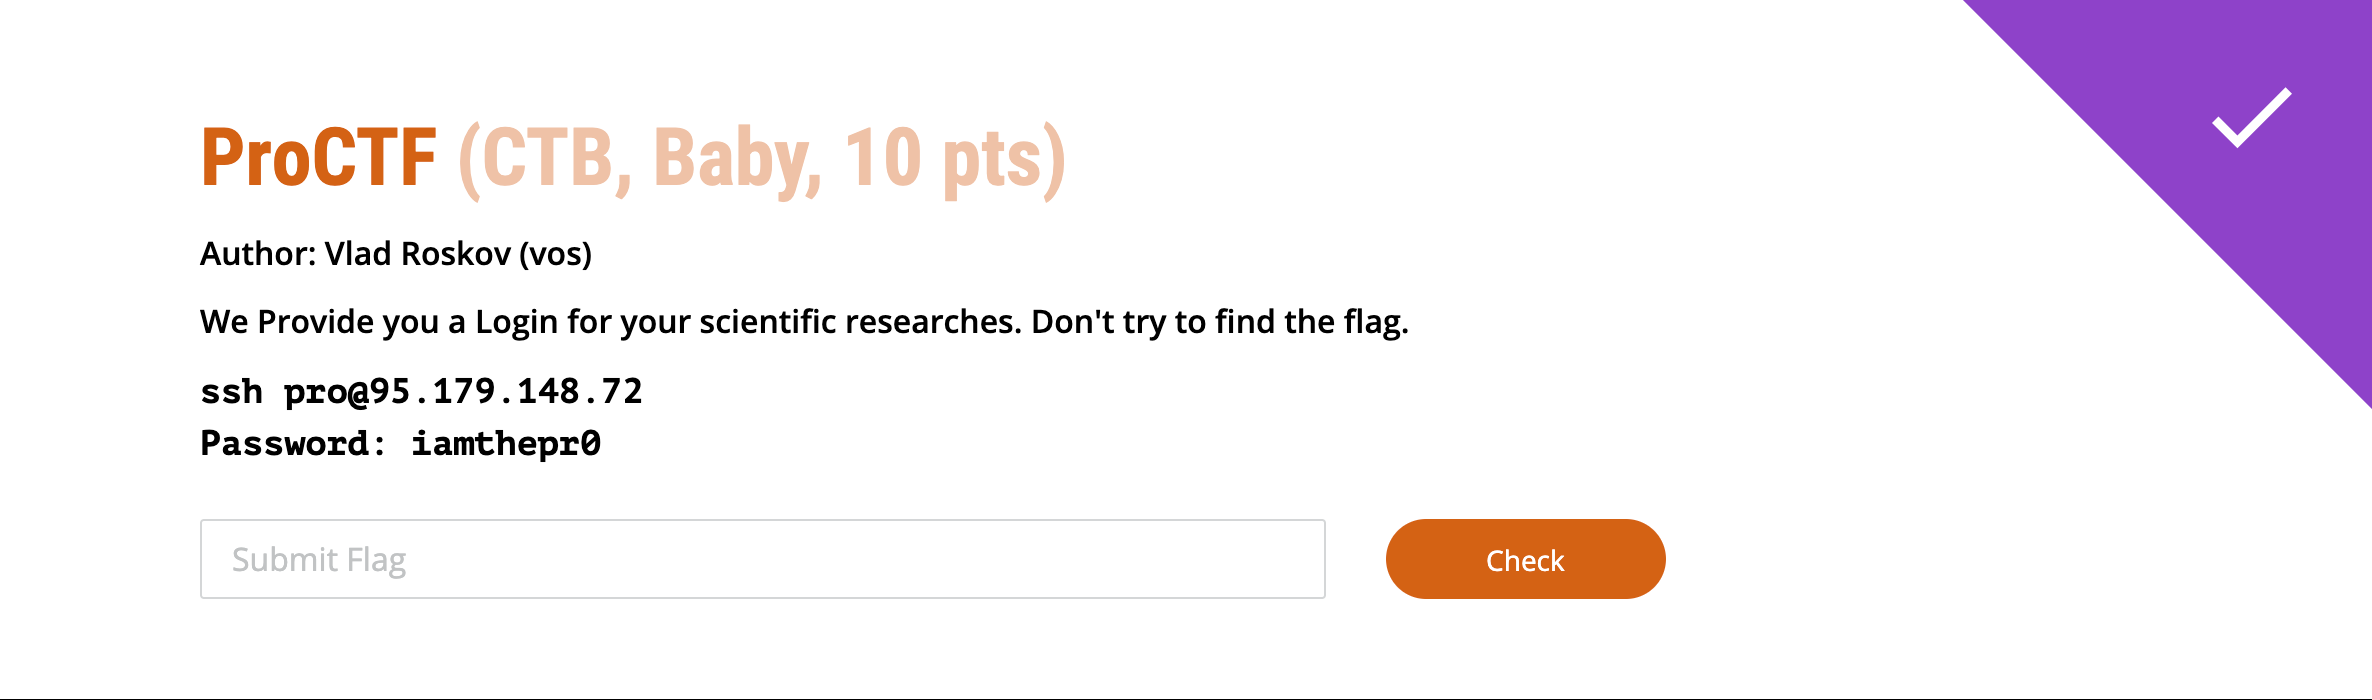 ProCTF (CTB, Baby, 10 pts)
Author: Vlad Roskov (vos)
We Provide you a Login for your scientific researches. Don't try to find the flag.
ssh pro@95.179.148.72
Password: iamthepr0
Submit Flag
Check